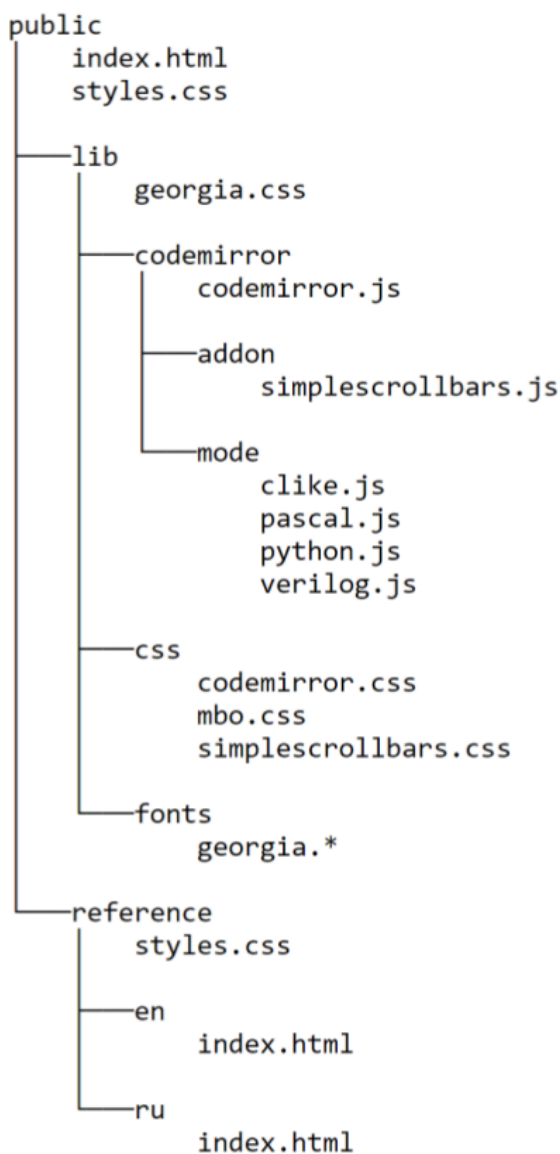 public
index.html
styles.css
lib
georgia.css
codemirror
codemirror.js
addon
simplescrollbars.js
mode
clike.js
pascal.js
python.js
verilog.js
css
codemirror.css
mbo.css
simplescrollbars.css
fonts
georgia.*
reference
styles.css
en
index.html
ru
index.html